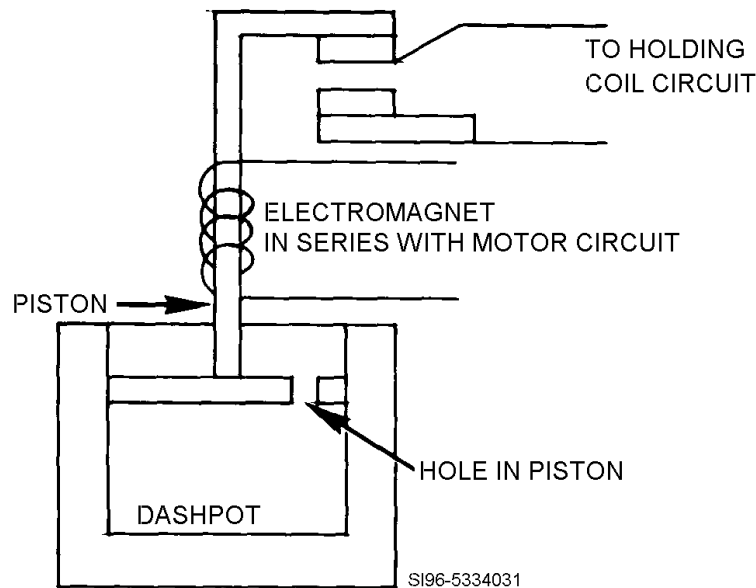 TO HOLDING
COIL CIRCUIT
ELECTROMAGNET
IN SERIES WITH MOTOR CIRCUIT
PISTON
HOLE IN PISTON
DASHPOT
SI96-5334031